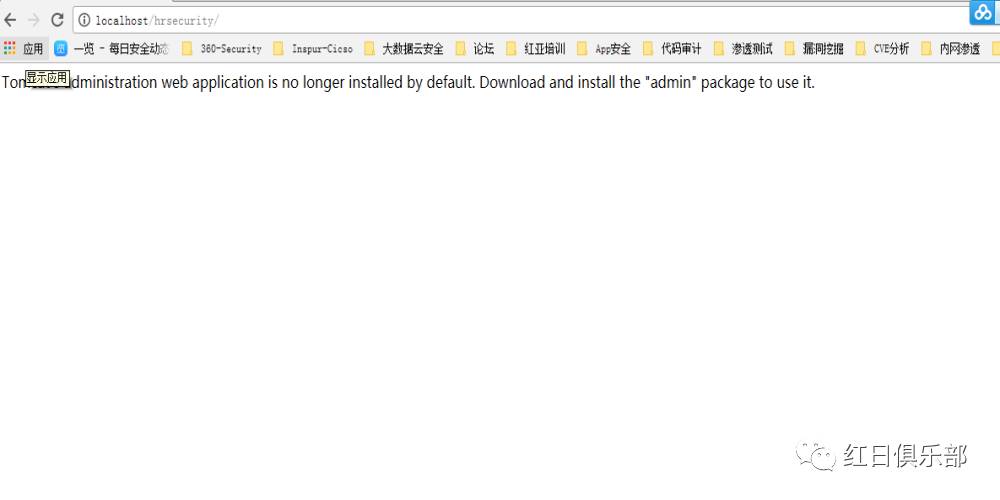 localhost/hrsecurity/
应用 一览 - 每日安全动态 360-Security Inspur-Cicso 大数据云安全 论坛 红亚培训 App安全 代码审计 渗透测试 漏洞挖掘 CVE分析 内网渗透
显示应用
administration web application is no longer installed by default. Download and install the "admin" package to use it.
红日俱乐部